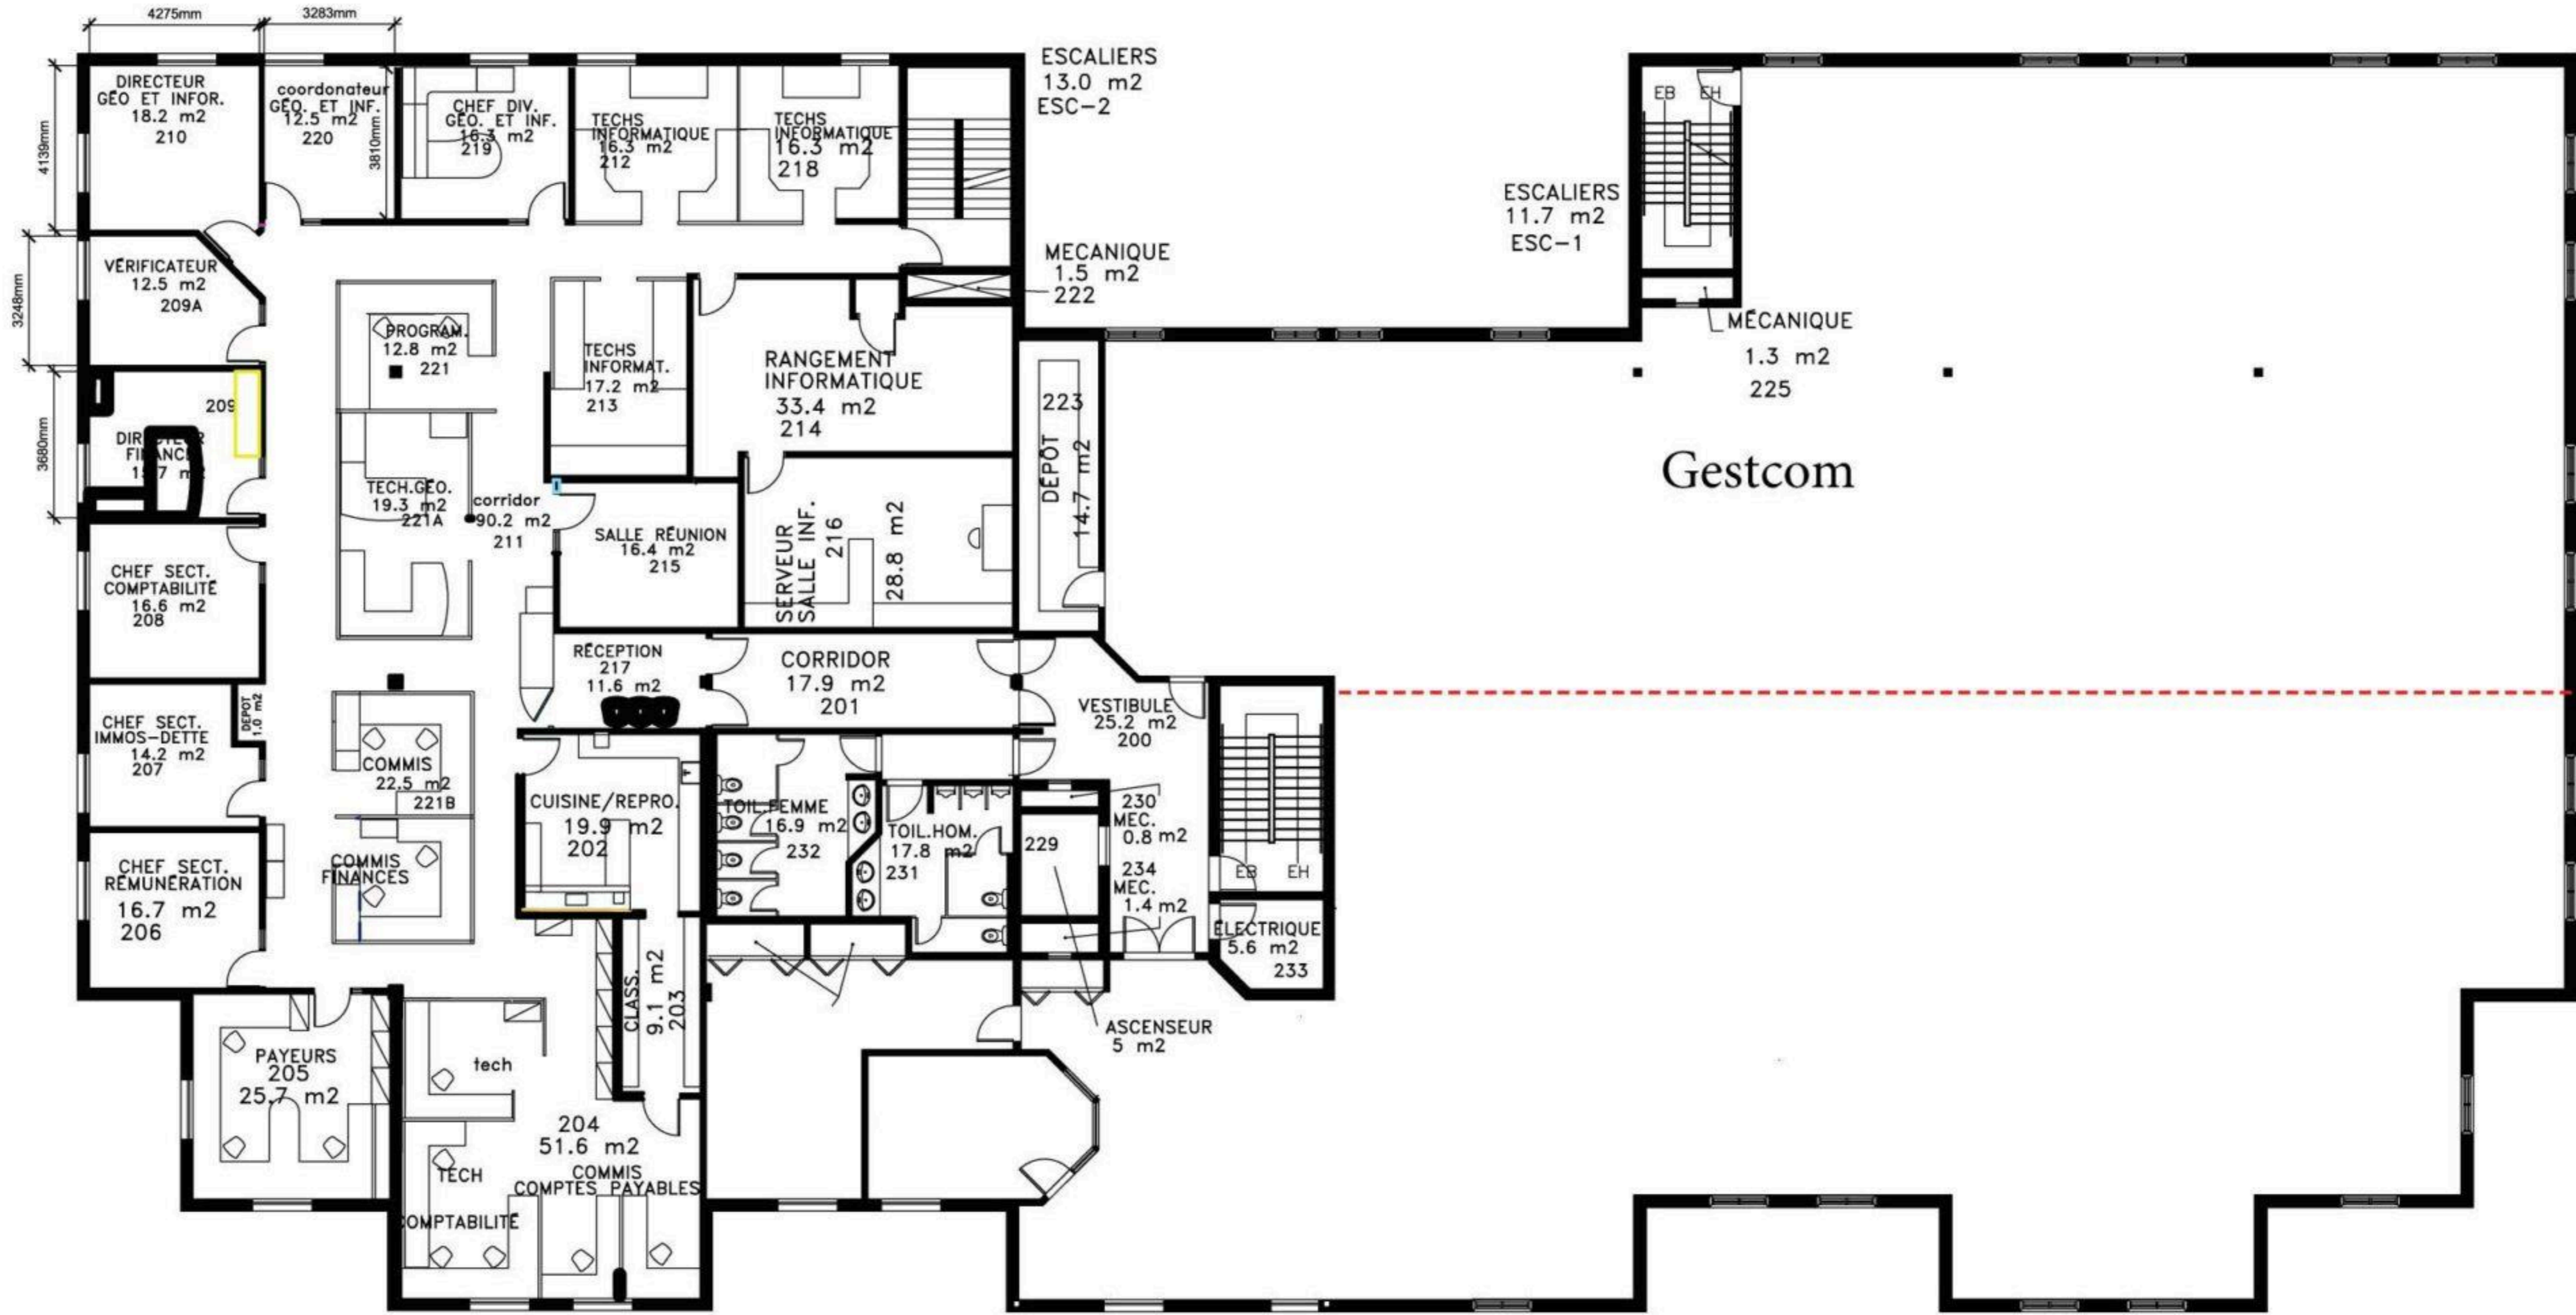 4275mm
3283mm
4139mm
3248mm
3680mm
3810mm
DIRECTEUR
GÉO ET INFOR.
18.2 m2
210
coordonateur
GÉO. ET INF.
12.5 m2
220
CHEF DIV.
GÉO. ET INF.
16.3 m2
219
TECHS
INFORMATIQUE
16.3 m2
212
TECHS
INFORMATIQUE
16.3 m2
218
ESCALIERS
13.0 m2
ESC-2
MECANIQUE
1.5 m2
222
ESCALIERS
11.7 m2
ESC-1
EB
EH
MÉCANIQUE
1.3 m2
225
Gestcom
VÉRIFICATEUR
12.5 m2
209A
209
PROGRAM.
12.8 m2
221
TECHS
INFORMAT.
17.2 m2
213
RANGEMENT
INFORMATIQUE
33.4 m2
214
223
DÉPÔT
14.7 m2
TECH.GÉO.
19.3 m2
221A
corridor
90.2 m2
211
SALLE RÉUNION
16.4 m2
215
SERVEUR
SALLE INF.
216
28.8 m2
CHEF SECT.
COMPTABILITÉ
16.6 m2
208
RÉCEPTION
217
11.6 m2
CORRIDOR
17.9 m2
201
VESTIBULE
25.2 m2
200
CHEF SECT.
IMMOS-DETTE
14.2 m2
207
DEPOT
1.0 m2
COMMIS
22.5 m2
221B
COMMIS
FINANCES
CUISINE/REPRO.
19.9 m2
202
TOIL.FEMME
16.9 m2
232
TOIL.HOM.
17.8 m2
231
229
230
MEC.
0.8 m2
234
MEC.
1.4 m2
EB
EH
ÉLECTRIQUE
5.6 m2
233
CHEF SECT.
RÉMUNÉRATION
16.7 m2
206
PAYEURS
205
25.7 m2
tech
CLASS.
9.1 m2
203
ASCENSEUR
5 m2
204
51.6 m2
TECH
COMMIS
COMPTES PAYABLES
COMPTABILITÉ